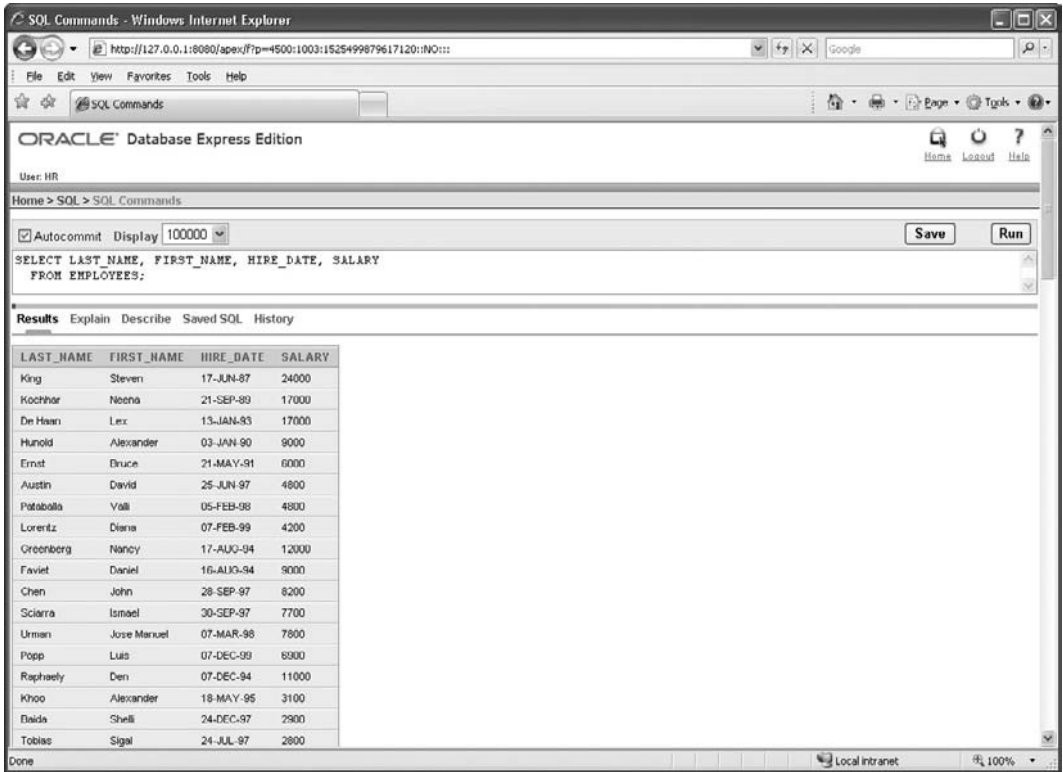 SQL Commands - Windows Internet Explorer
http://127.0.0.1:8080/apex/f?p=4500:1003:1525499879617120::NO:::
Google
File Edit View Favorites Tools Help
SQL Commands
Page Tools
ORACLE Database Express Edition
Home Logout Help
User: HR
Home > SQL > SQL Commands
Autocommit Display 100000
Save Run
SELECT LAST_NAME, FIRST_NAME, HIRE_DATE, SALARY
FROM EMPLOYEES;
Results Explain Describe Saved SQL History
LAST_NAME FIRST_NAME HIRE_DATE SALARY
King Steven 17-JUN-87 24000
Kochhar Neena 21-SEP-89 17000
De Haan Lex 13-JAN-93 17000
Hunold Alexander 03-JAN-90 9000
Ernst Bruce 21-MAY-91 6000
Austin David 25-JUN-97 4800
Pataballa Valli 05-FEB-98 4800
Lorentz Diana 07-FEB-99 4200
Greenberg Nancy 17-AUG-94 12000
Faviet Daniel 16-AUG-94 9000
Chen John 28-SEP-97 8200
Sciarra Ismael 30-SEP-97 7700
Urman Jose Manuel 07-MAR-98 7800
Popp Luis 07-DEC-99 6900
Raphaely Den 07-DEC-94 11000
Khoo Alexander 18-MAY-95 3100
Baida Shelli 24-DEC-97 2900
Tobias Sigal 24-JUL-97 2800
Done
Local intranet
100%